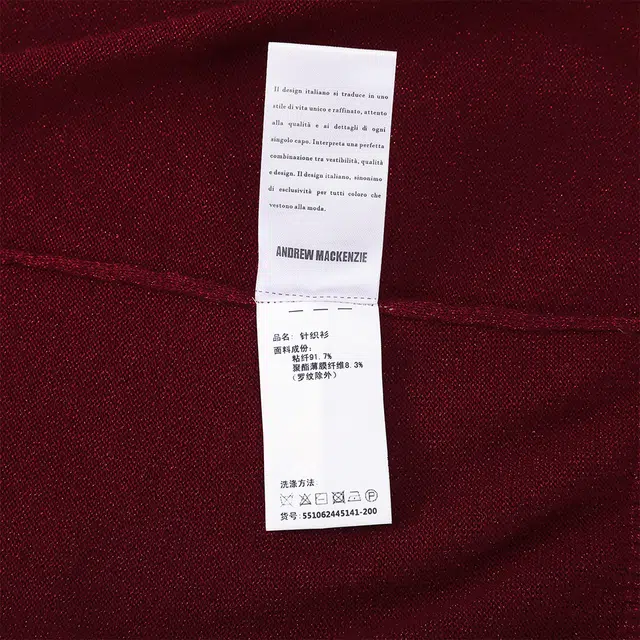 Il design italiano si traduce in uno
stile di vita unico e raffinato, attento
alla qualità e ai dettagli di ogni
singolo capo. Interpreta una perfetta
combinazione tra vestibilità, qualità
e design. Il design italiano, sinonimo
di esclusività per tutti coloro che
vestono alla moda.
ANDREW MACKENZIE
品名: 针织衫
面料成份:
粘纤91.7%
聚酯薄膜纤维8.3%
(罗纹除外)
洗涤方法
P
货号: 551062445141-200